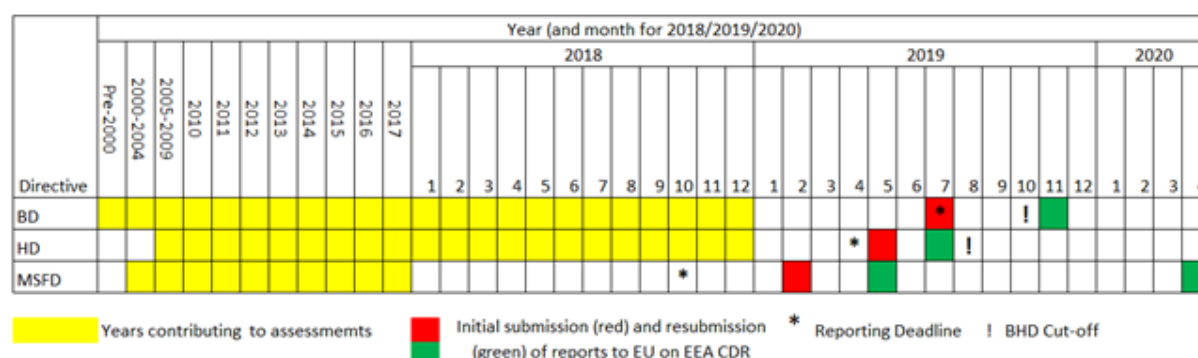 Year (and month for 2018/2019/2020)
2018 2019 2020
Directive Pre-2000 2000-2004 2005-2009 2010 2011 2012 2013 2014 2015 2016 2017 1 2 3 4 5 6 7 8 9 10 11 12 1 2 3 4 5 6 7 8 9 10 11 12 1 2 3 4
BD * !
HD * !
MSFD *
Years contributing to assessmemts
Initial submission (red) and resubmission
(green) of reports to EU on EEA CDR
* Reporting Deadline
! BHD Cut-off